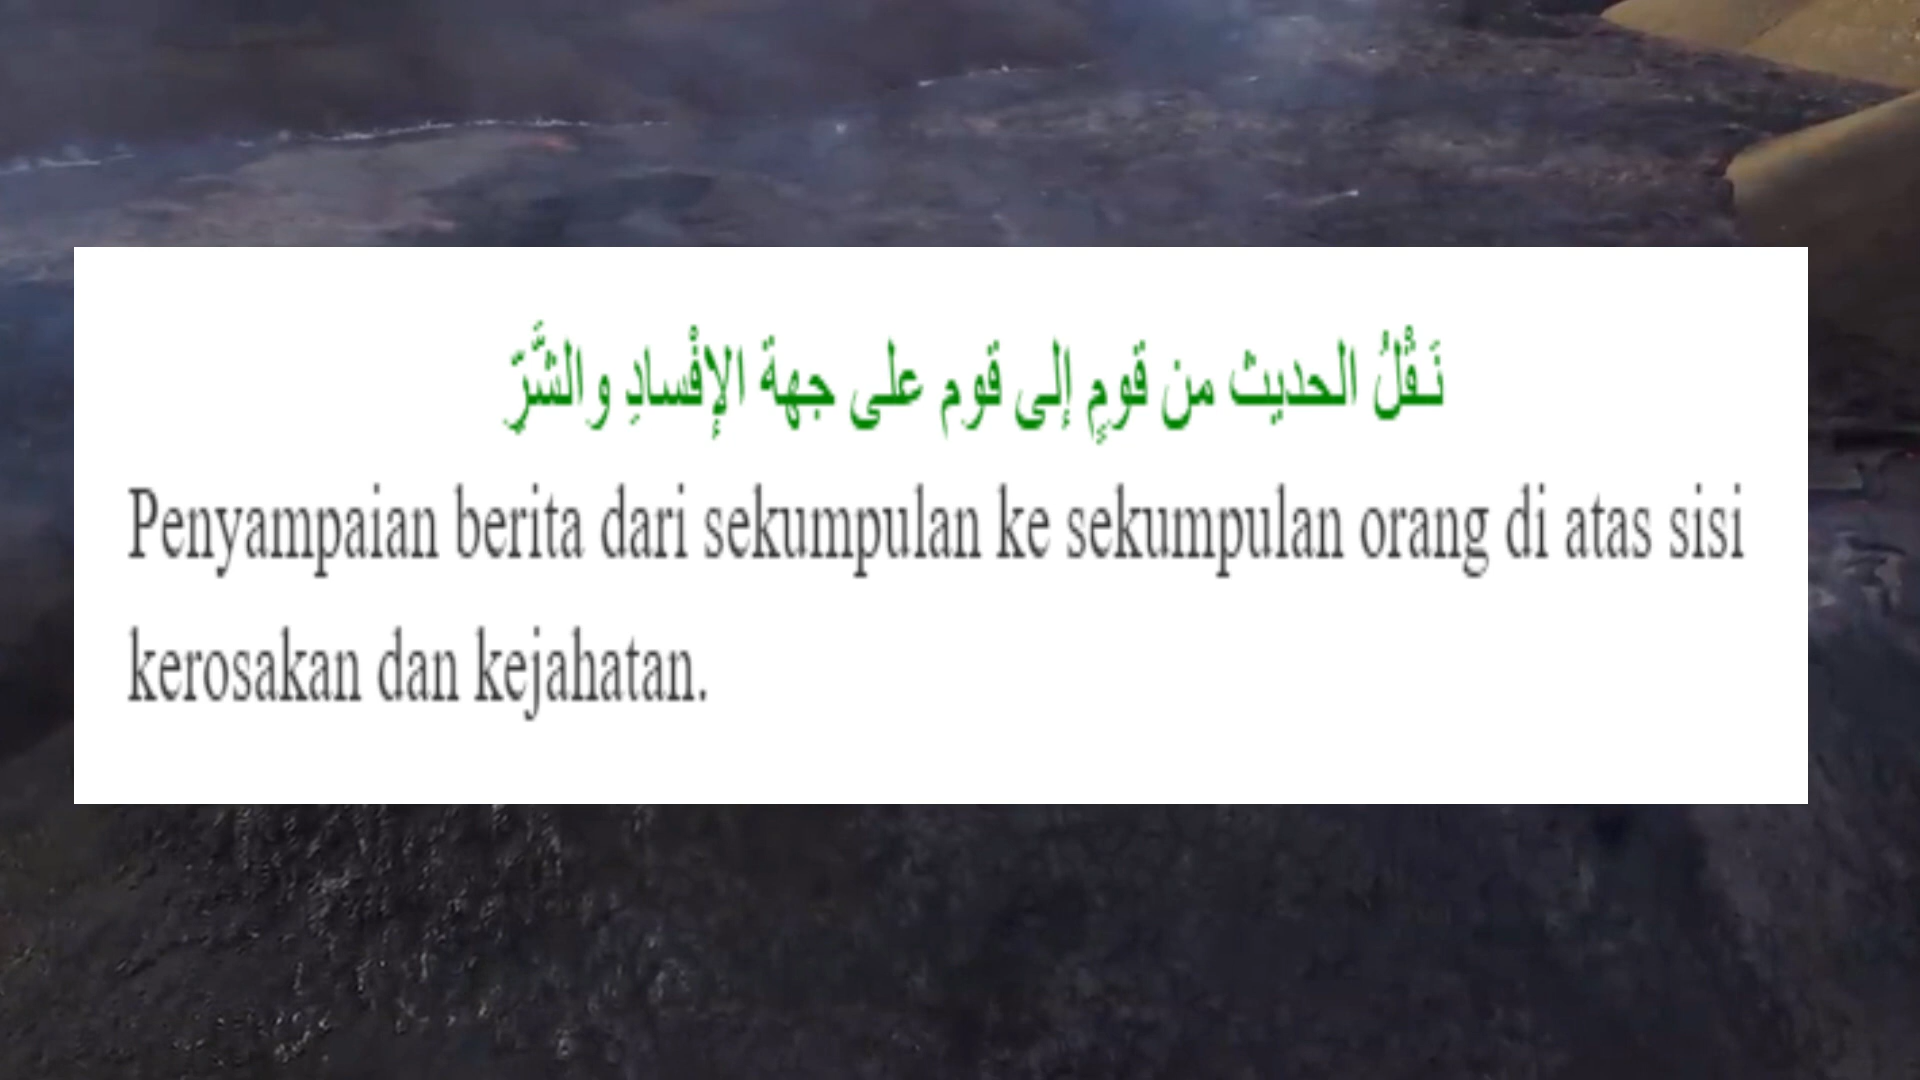 نَـقْلُ الحديث من قومٍ إلى قوم على جهة الإفْسادِ و الشَّرِّ
Penyampaian berita dari sekumpulan ke sekumpulan orang di atas sisi
kerosakan dan kejahatan.